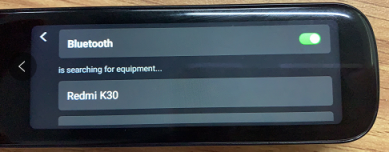 Bluetooth
is searching for equipment...
Redmi K30